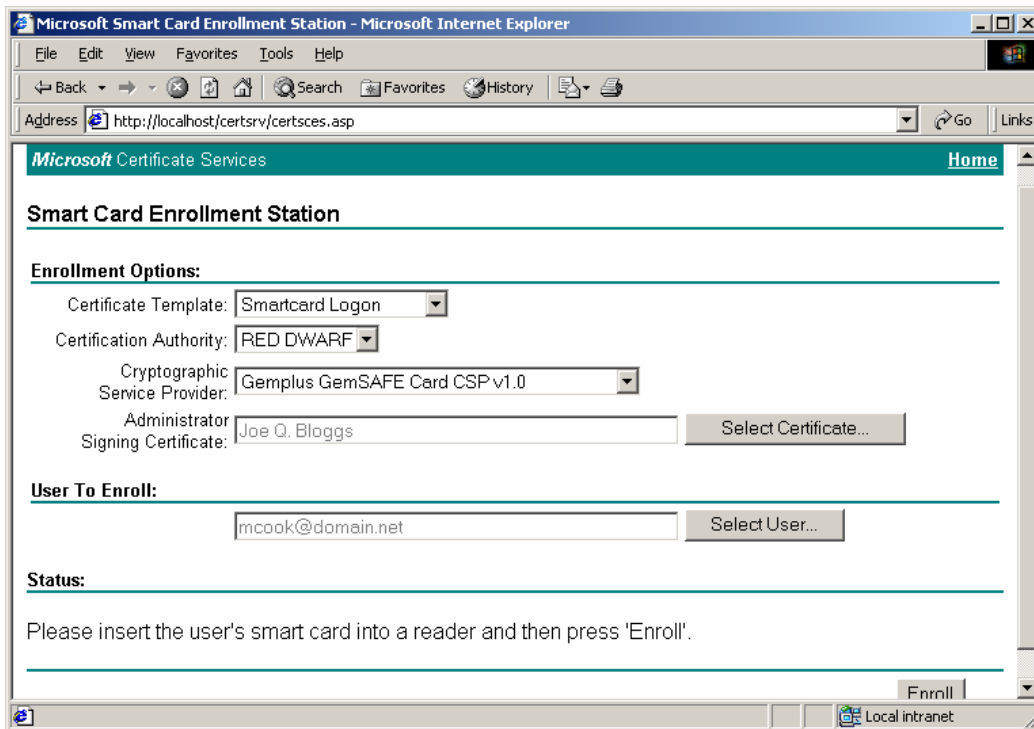 Microsoft Smart Card Enrollment Station - Microsoft Internet Explorer
File Edit View Favorites Tools Help
Back Search Favorites History
Address http://localhost/certsrv/certsces.asp Go Links
Microsoft Certificate Services Home
Smart Card Enrollment Station
Enrollment Options:
Certificate Template: Smartcard Logon
Certification Authority: RED DWARF
Cryptographic
Service Provider: Gemplus GemSAFE Card CSP v1.0
Administrator
Signing Certificate: Joe Q. Bloggs Select Certificate...
User To Enroll:
mcook@domain.net Select User...
Status:
Please insert the user's smart card into a reader and then press 'Enroll'.
Enroll
Local intranet